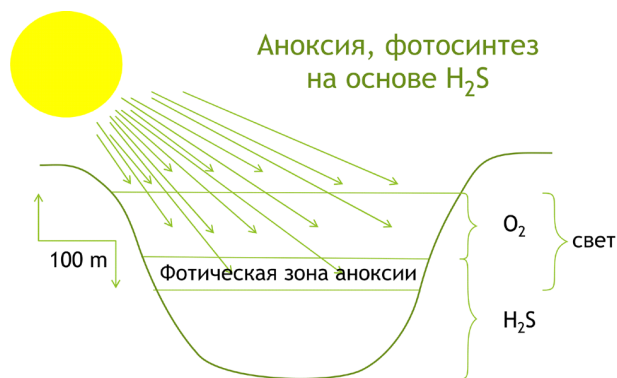 Аноксия, фотосинтез
на основе H₂S
O₂
свет
100 m
Фотическая зона аноксии
H₂S